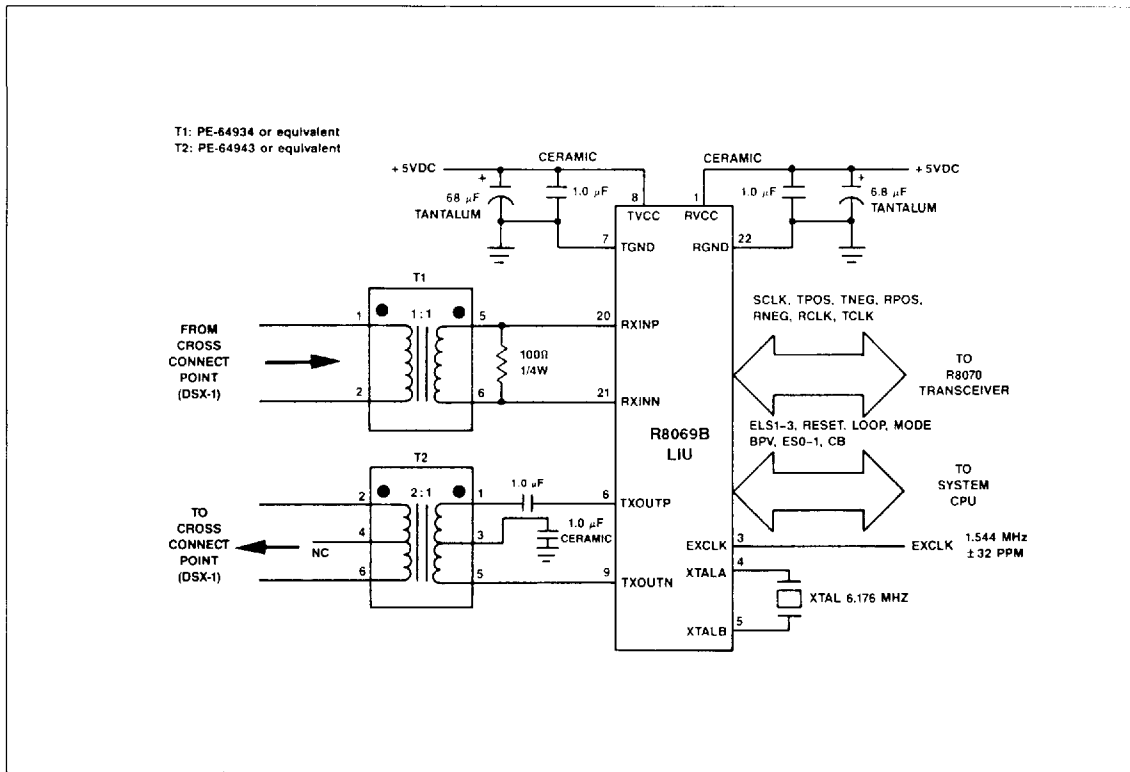 T1: PE-64934 or equivalent
T2: PE-64943 or equivalent
CERAMIC
CERAMIC
+ 5VDC
+ 5VDC
+
68 µF
TANTALUM
1.0 µF
8
TVCC
1
RVCC
1.0 µF
+
6.8 µF
TANTALUM
7
TGND
RGND
22
T1
1:1
1
2
5
6
FROM
CROSS
CONNECT
POINT
(DSX-1)
100Ω
1/4W
20
RXINP
21
RXINN
SCLK, TPOS, TNEG, RPOS,
RNEG, RCLK, TCLK
TO
R8070
TRANSCEIVER
R8069B
LIU
ELS1-3, RESET. LOOP, MODE
BPV, ES0-1, CB
TO
SYSTEM
CPU
T2
2:1
2
4
6
1
3
5
NC
TO
CROSS
CONNECT
POINT
(DSX-1)
1.0 µF
1.0 µF
CERAMIC
6
TXOUTP
9
TXOUTN
EXCLK
3
EXCLK
1.544 MHz
± 32 PPM
XTALA
4
XTAL 6.176 MHZ
XTALB
5